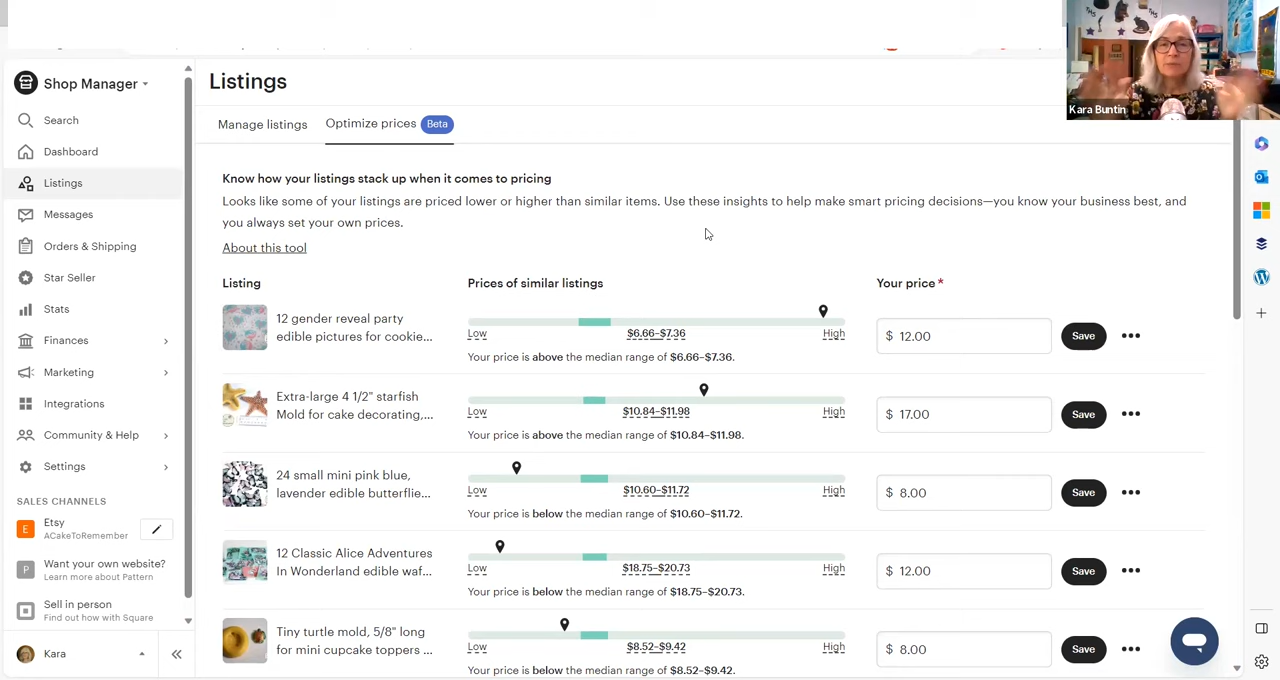 Kara Buntin
Shop Manager
Search
Dashboard
Listings
Messages
Orders & Shipping
Star Seller
Stats
Finances
Marketing
Integrations
Community & Help
Settings
SALES CHANNELS
E
Etsy
ACakeToRemember
P
Want your own website?
Learn more about Pattern
Sell in person
Find out how with Square
Kara
Listings
Manage listings
Optimize prices Beta
Know how your listings stack up when it comes to pricing
Looks like some of your listings are priced lower or higher than similar items. Use these insights to help make smart pricing decisions—you know your business best, and
you always set your own prices.
About this tool
Listing Prices of similar listings Your price *
12 gender reveal party
edible pictures for cookie...
Low $6.66–$7.36 High
Your price is above the median range of $6.66–$7.36.
$ 12.00 Save
Extra-large 4 1/2" starfish
Mold for cake decorating,...
Low $10.84–$11.98 High
Your price is above the median range of $10.84–$11.98.
$ 17.00 Save
24 small mini pink blue,
lavender edible butterflie...
Low $10.60–$11.72 High
Your price is below the median range of $10.60–$11.72.
$ 8.00 Save
12 Classic Alice Adventures
In Wonderland edible waf...
Low $18.75–$20.73 High
Your price is below the median range of $18.75–$20.73.
$ 12.00 Save
Tiny turtle mold, 5/8" long
for mini cupcake toppers ...
Low $8.52–$9.42 High
Your price is below the median range of $8.52–$9.42.
$ 8.00 Save